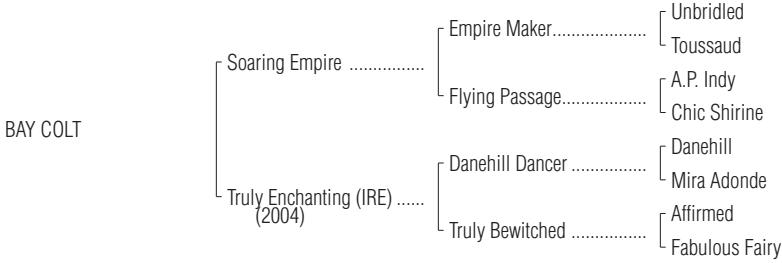 Unbridled
Empire Maker....................
Toussaud
Soaring Empire ................
A.P. Indy
Flying Passage..................
Chic Shirine
BAY COLT
Danehill
Danehill Dancer ................
Mira Adonde
Truly Enchanting (IRE) ......
(2004)
Affirmed
Truly Bewitched ................
Fabulous Fairy